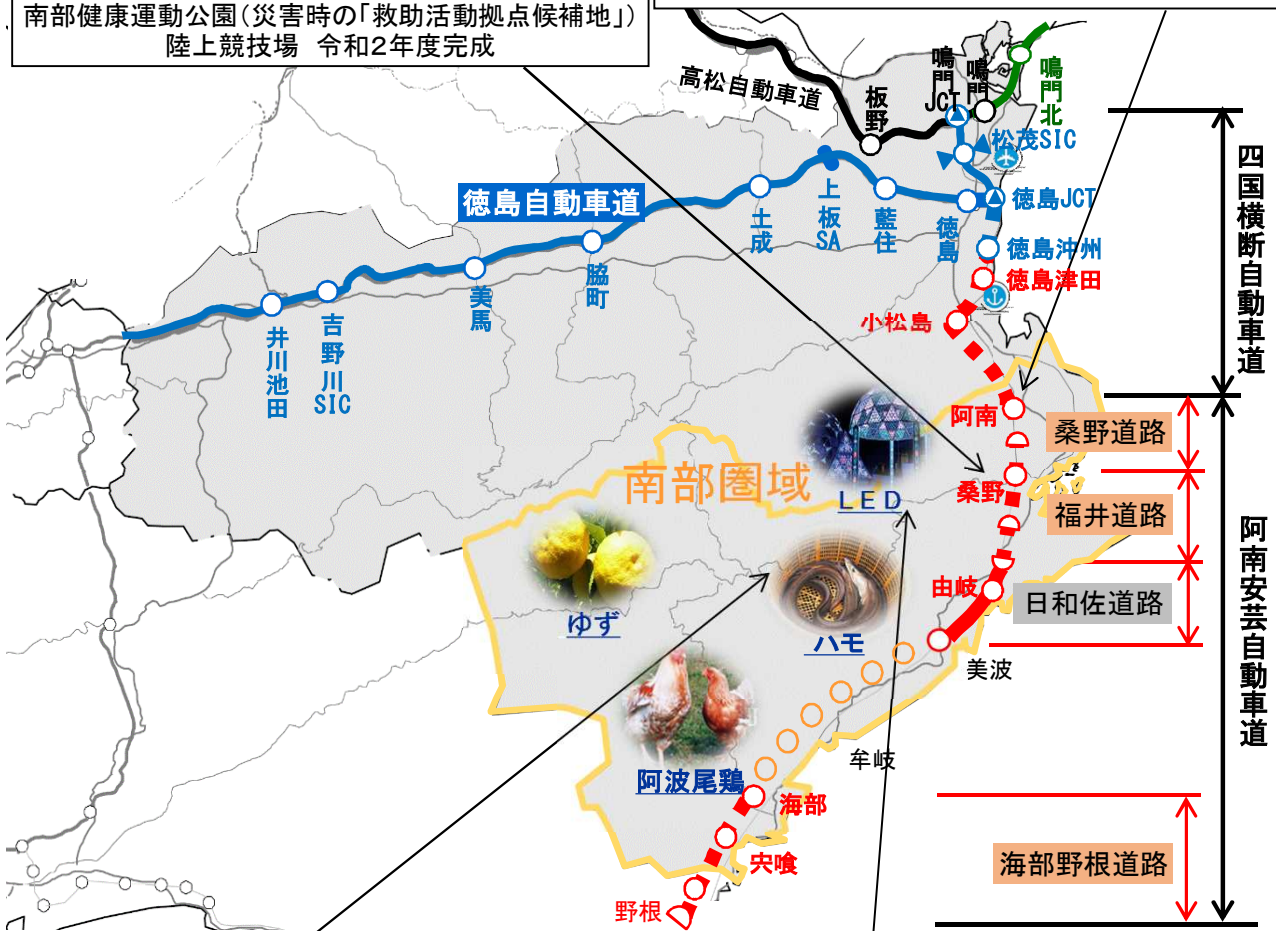 南部健康運動公園(災害時の「救助活動拠点候補地」)
陸上競技場 令和2年度完成
高松自動車道
板野
鳴門JCT
鳴門
鳴門北
松茂SIC
徳島自動車道
土成
上板SA
藍住
徳島
徳島JCT
徳島沖州
徳島津田
脇町
美馬
吉野川SIC
井川池田
小松島
四国横断自動車道
阿南
桑野道路
南部圏域
LED
桑野
福井道路
ゆず
ハモ
由岐
日和佐道路
阿南安芸自動車道
美波
牟岐
阿波尾鶏
海部
宍喰
海部野根道路
野根